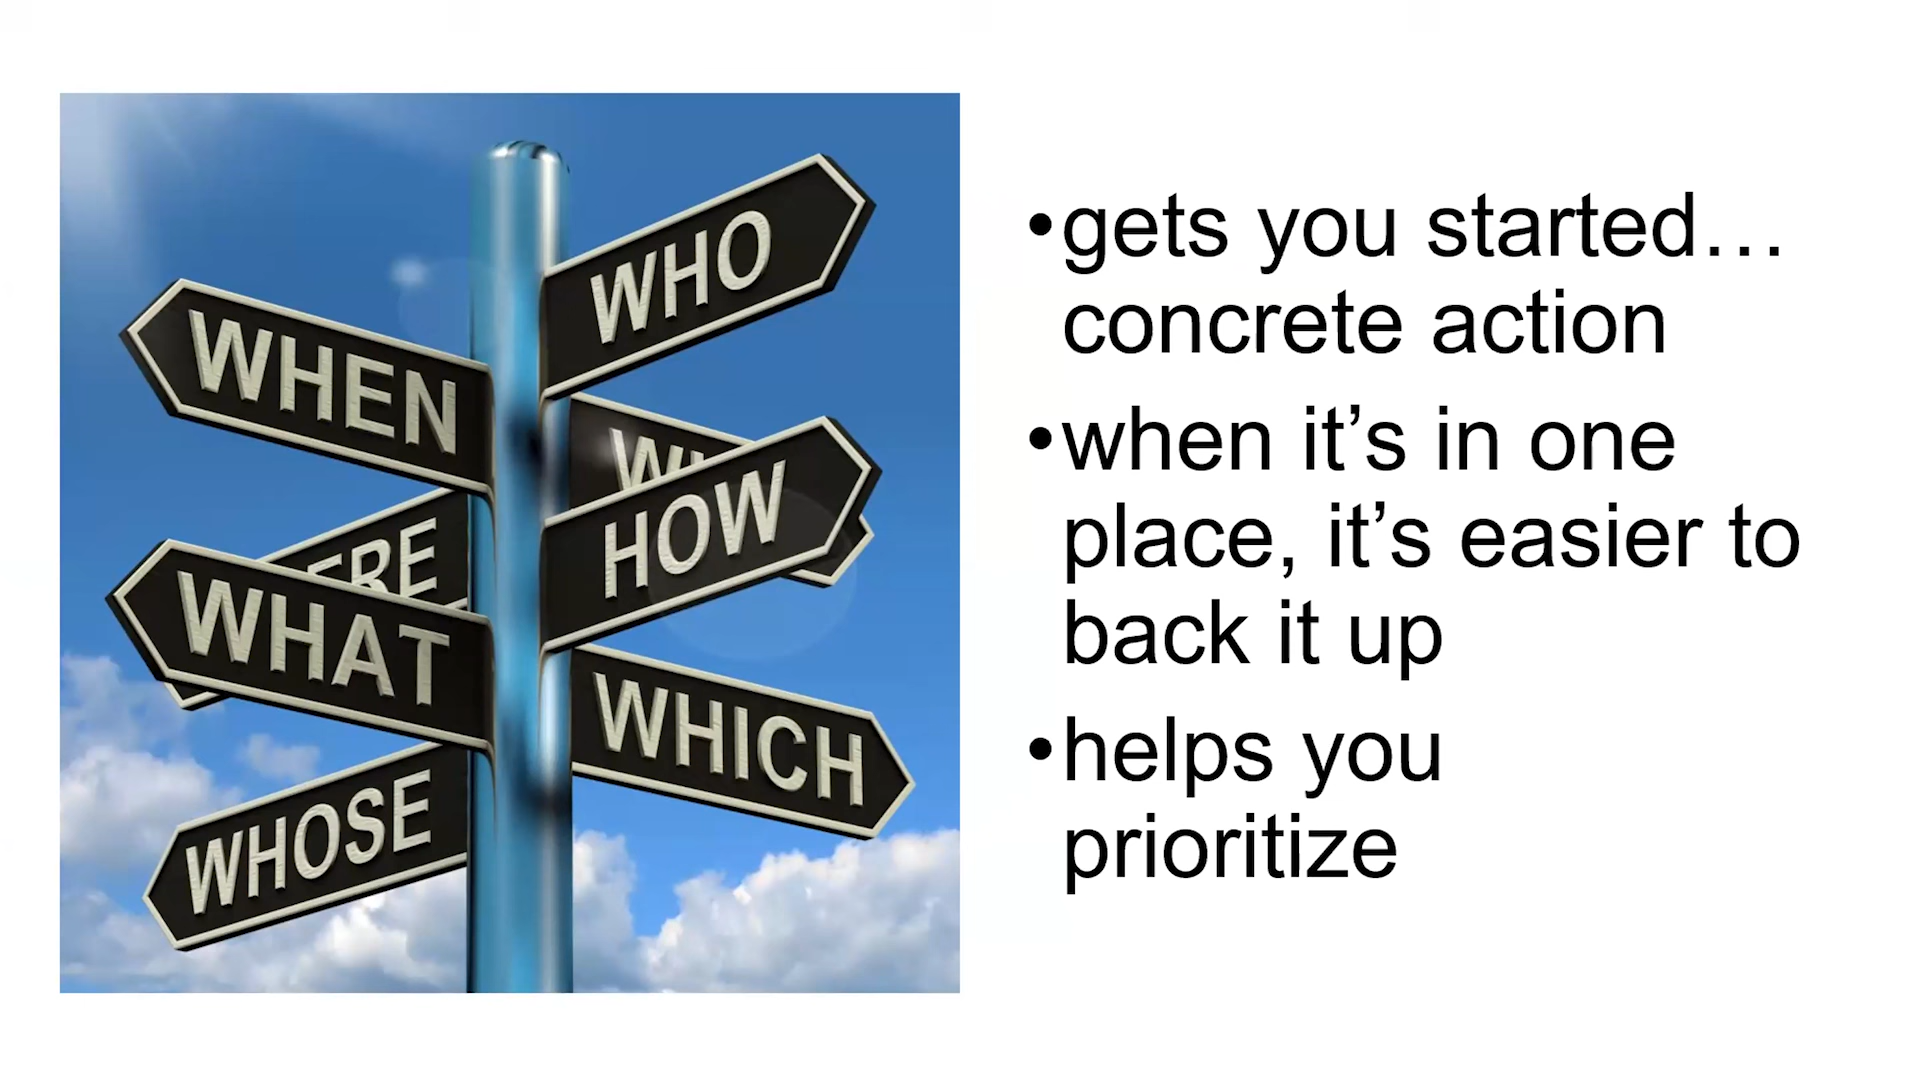 WHO
WHEN
HOW
WHAT
WHICH
WHOSE
•gets you started…
concrete action
•when it’s in one
place, it’s easier to
back it up
•helps you
prioritize